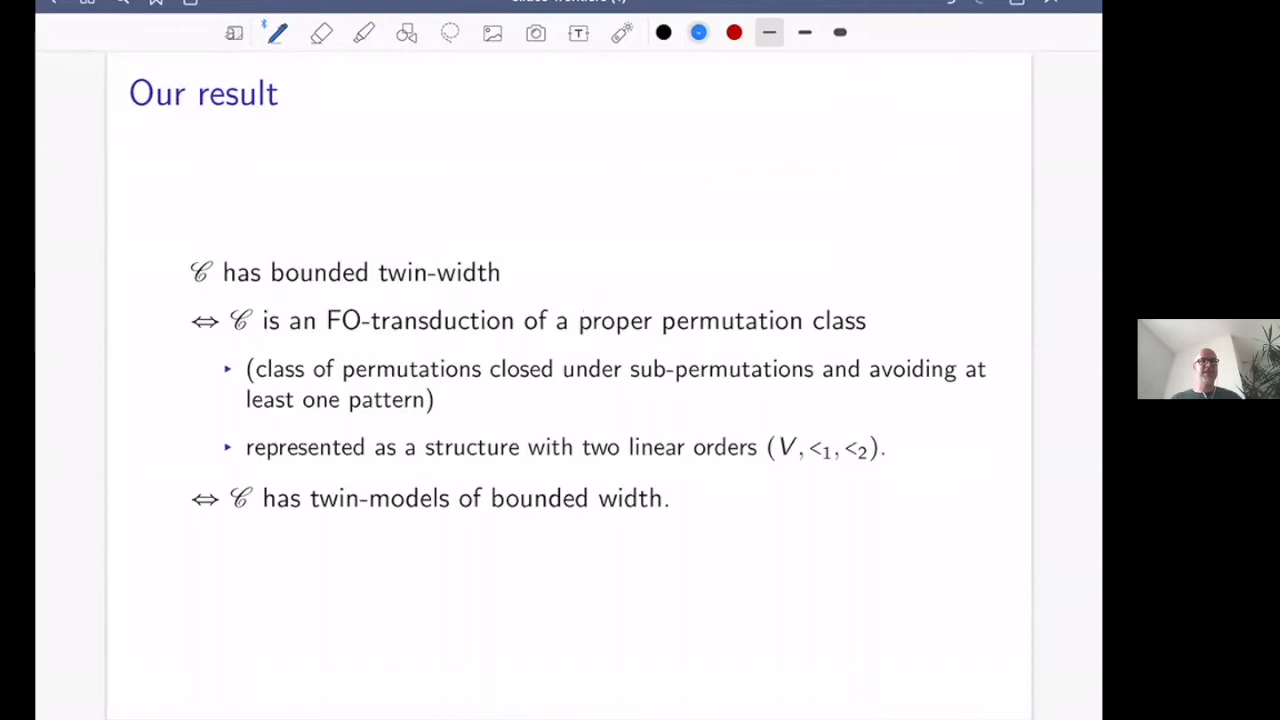 Our result
𝒞 has bounded twin-width
⇔ 𝒞 is an FO-transduction of a proper permutation class
‣ (class of permutations closed under sub-permutations and avoiding at
least one pattern)
‣ represented as a structure with two linear orders (V, <₁, <₂).
⇔ 𝒞 has twin-models of bounded width.